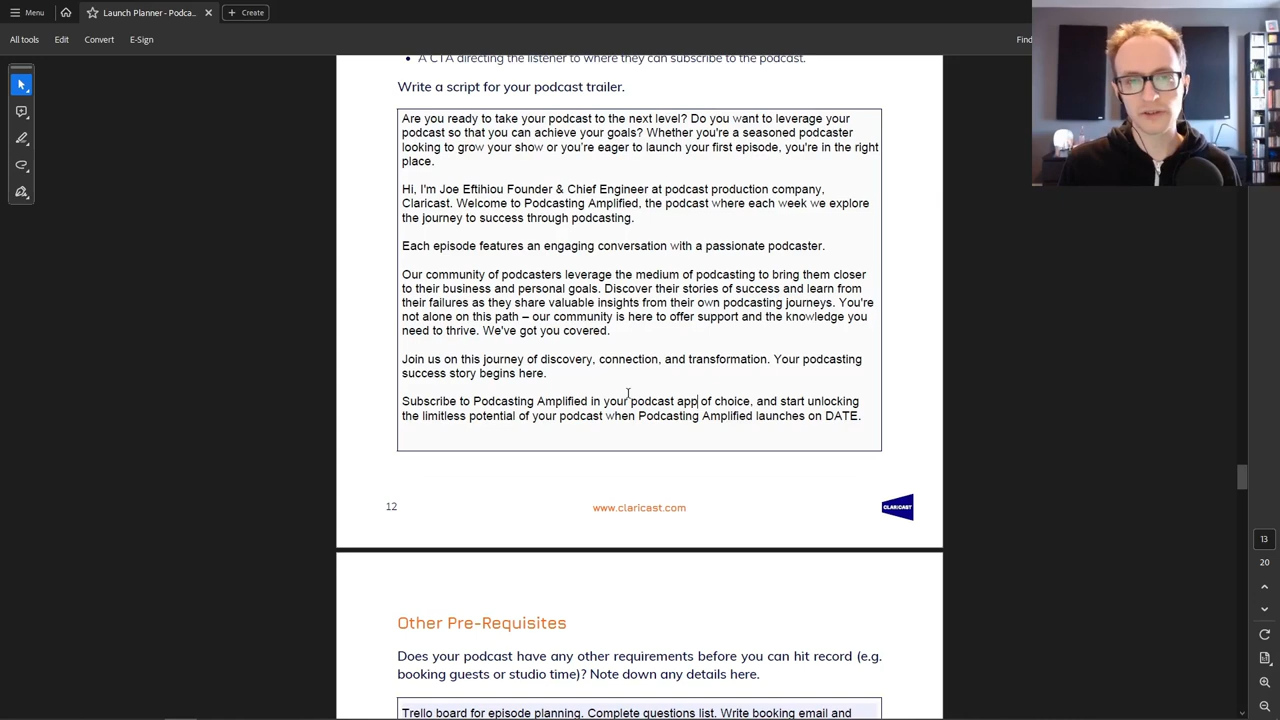 Menu
Launch Planner - Podca...
Create
All tools
Edit
Convert
E-Sign
Find
• A CTA directing the listener to where they can subscribe to the podcast.
Write a script for your podcast trailer.
Are you ready to take your podcast to the next level? Do you want to leverage your
podcast so that you can achieve your goals? Whether you're a seasoned podcaster
looking to grow your show or you're eager to launch your first episode, you're in the right
place.
Hi, I'm Joe Eftihiou Founder & Chief Engineer at podcast production company,
Claricast. Welcome to Podcasting Amplified, the podcast where each week we explore
the journey to success through podcasting.
Each episode features an engaging conversation with a passionate podcaster.
Our community of podcasters leverage the medium of podcasting to bring them closer
to their business and personal goals. Discover their stories of success and learn from
their failures as they share valuable insights from their own podcasting journeys. You're
not alone on this path – our community is here to offer support and the knowledge you
need to thrive. We've got you covered.
Join us on this journey of discovery, connection, and transformation. Your podcasting
success story begins here.
Subscribe to Podcasting Amplified in your podcast app of choice, and start unlocking
the limitless potential of your podcast when Podcasting Amplified launches on DATE.
12
www.claricast.com
CLARICAST
13
20
Other Pre-Requisites
Does your podcast have any other requirements before you can hit record (e.g.
booking guests or studio time)? Note down any details here.
Trello board for episode planning. Complete questions list. Write booking email and